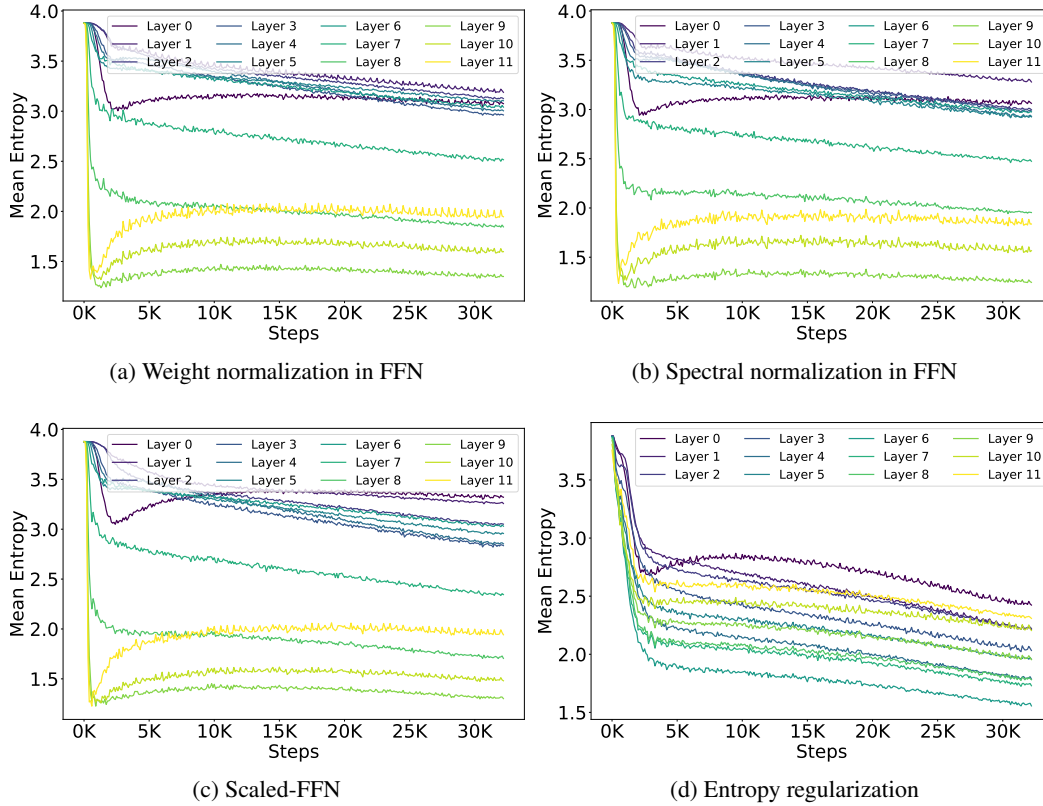 4.0
3.5
3.0
2.5
2.0
1.5
Mean Entropy
Layer 0 Layer 3 Layer 6 Layer 9
Layer 1 Layer 4 Layer 7 Layer 10
Layer 2 Layer 5 Layer 8 Layer 11
0K 5K 10K 15K 20K 25K 30K
Steps
(a) Weight normalization in FFN
4.0
3.5
3.0
2.5
2.0
1.5
Mean Entropy
Layer 0 Layer 3 Layer 6 Layer 9
Layer 1 Layer 4 Layer 7 Layer 10
Layer 2 Layer 5 Layer 8 Layer 11
0K 5K 10K 15K 20K 25K 30K
Steps
(b) Spectral normalization in FFN
4.0
3.5
3.0
2.5
2.0
1.5
Mean Entropy
Layer 0 Layer 3 Layer 6 Layer 9
Layer 1 Layer 4 Layer 7 Layer 10
Layer 2 Layer 5 Layer 8 Layer 11
0K 5K 10K 15K 20K 25K 30K
Steps
(c) Scaled-FFN
3.5
3.0
2.5
2.0
1.5
Mean Entropy
Layer 0 Layer 3 Layer 6 Layer 9
Layer 1 Layer 4 Layer 7 Layer 10
Layer 2 Layer 5 Layer 8 Layer 11
0K 5K 10K 15K 20K 25K 30K
Steps
(d) Entropy regularization